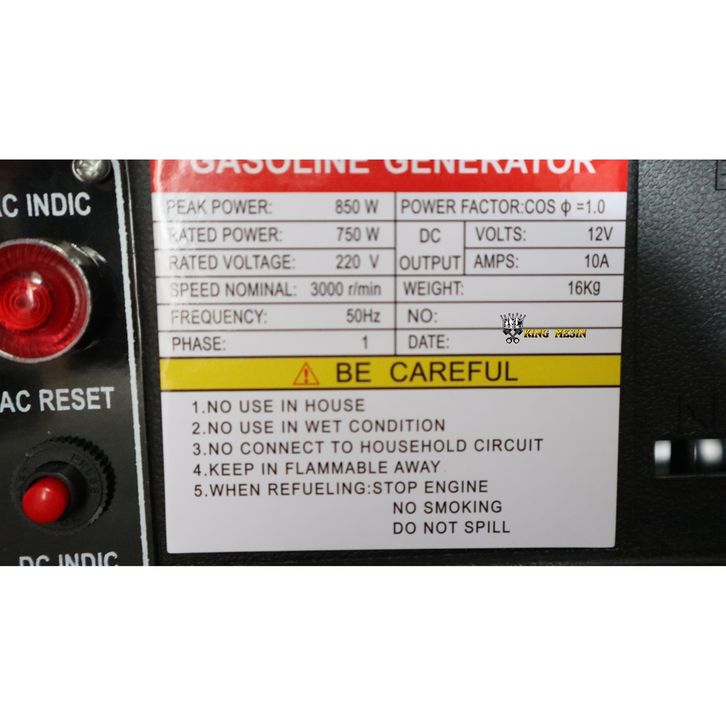 GASOLINE GENERATOR
AC INDIC
PEAK POWER: 850 W
POWER FACTOR:COS ϕ =1.0
RATED POWER: 750 W
DC OUTPUT
VOLTS: 12V
RATED VOLTAGE: 220 V
AMPS: 10A
SPEED NOMINAL: 3000 r/min
WEIGHT: 16Kg
FREQUENCY: 50Hz
NO:
PHASE: 1
DATE:
KING MESIN
⚠ BE CAREFUL
AC RESET
1.NO USE IN HOUSE
2.NO USE IN WET CONDITION
3.NO CONNECT TO HOUSEHOLD CIRCUIT
4.KEEP IN FLAMMABLE AWAY
5.WHEN REFUELING:STOP ENGINE
NO SMOKING
DO NOT SPILL
DC INDIC